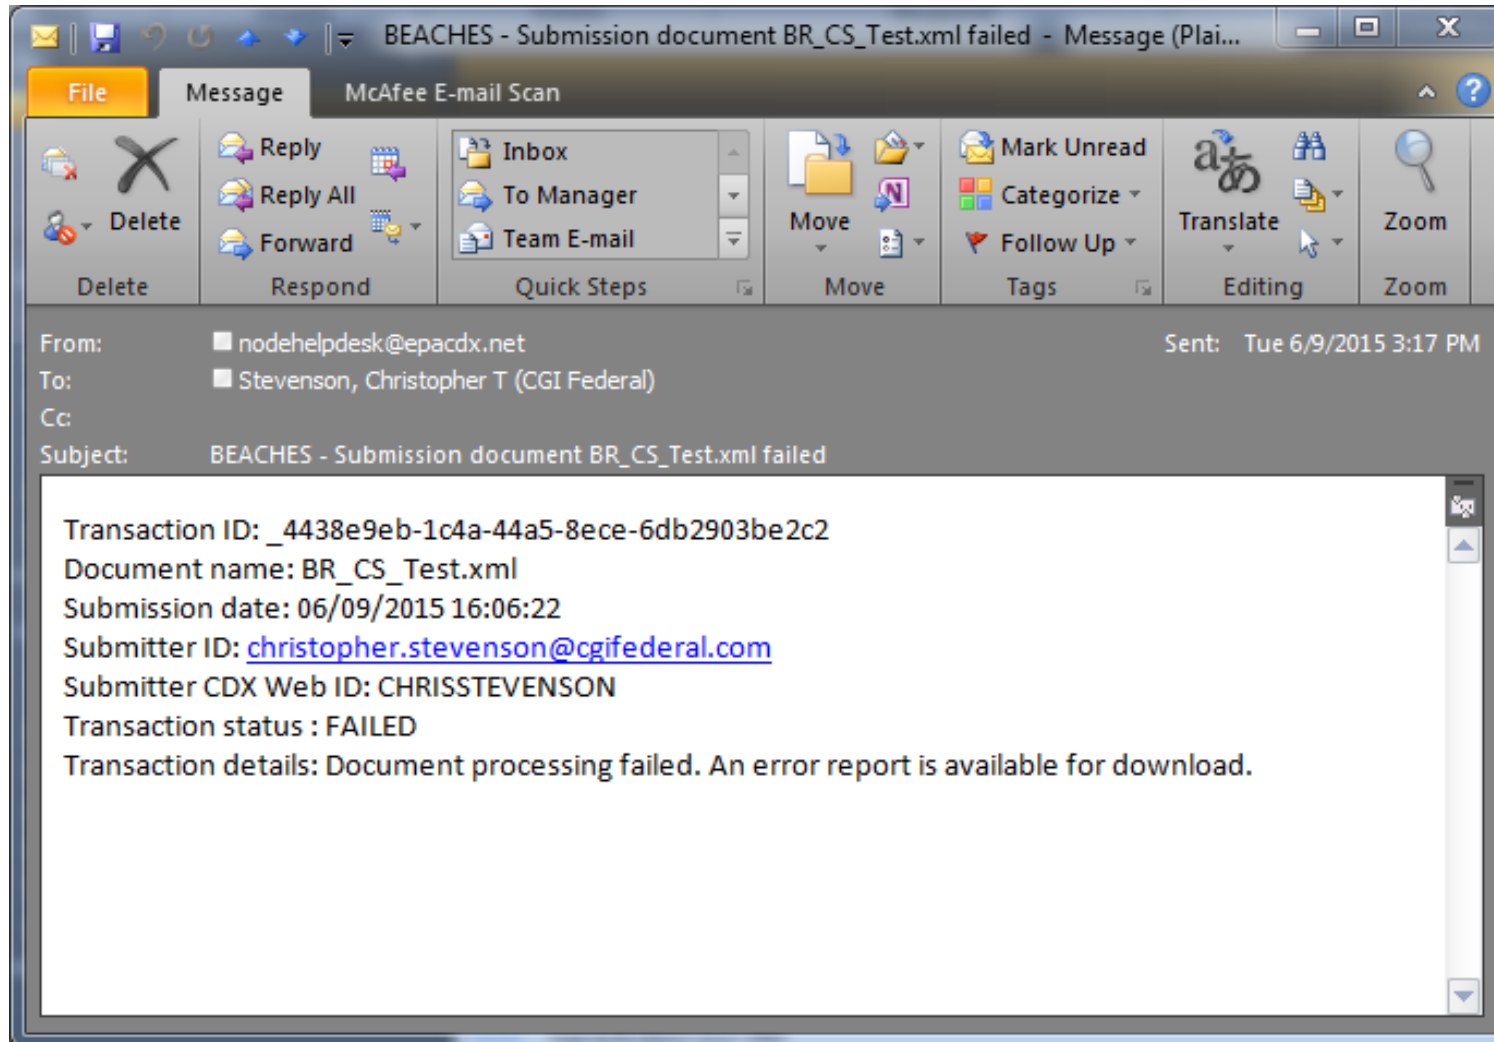 BEACHES - Submission document BR_CS_Test.xml failed - Message (Plai...
File Message McAfee E-mail Scan
Delete
Reply
Reply All
Forward
Inbox
To Manager
Team E-mail
Move
Mark Unread
Categorize
Follow Up
Translate
Zoom
Delete Respond Quick Steps Move Tags Editing Zoom
From: nodehelpdesk@epacdx.net Sent: Tue 6/9/2015 3:17 PM
To: Stevenson, Christopher T (CGI Federal)
Cc:
Subject: BEACHES - Submission document BR_CS_Test.xml failed
Transaction ID: _4438e9eb-1c4a-44a5-8ece-6db2903be2c2
Document name: BR_CS_Test.xml
Submission date: 06/09/2015 16:06:22
Submitter ID: christopher.stevenson@cgifederal.com
Submitter CDX Web ID: CHRISSTEVENSON
Transaction status : FAILED
Transaction details: Document processing failed. An error report is available for download.